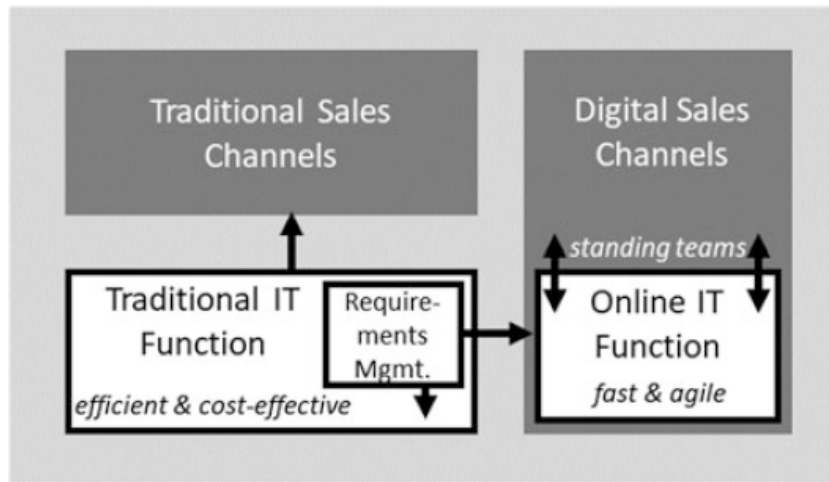 Traditional Sales
Channels
Digital Sales
Channels
standing teams
Traditional IT
Function
efficient & cost-effective
Require-
ments
Mgmt.
Online IT
Function
fast & agile